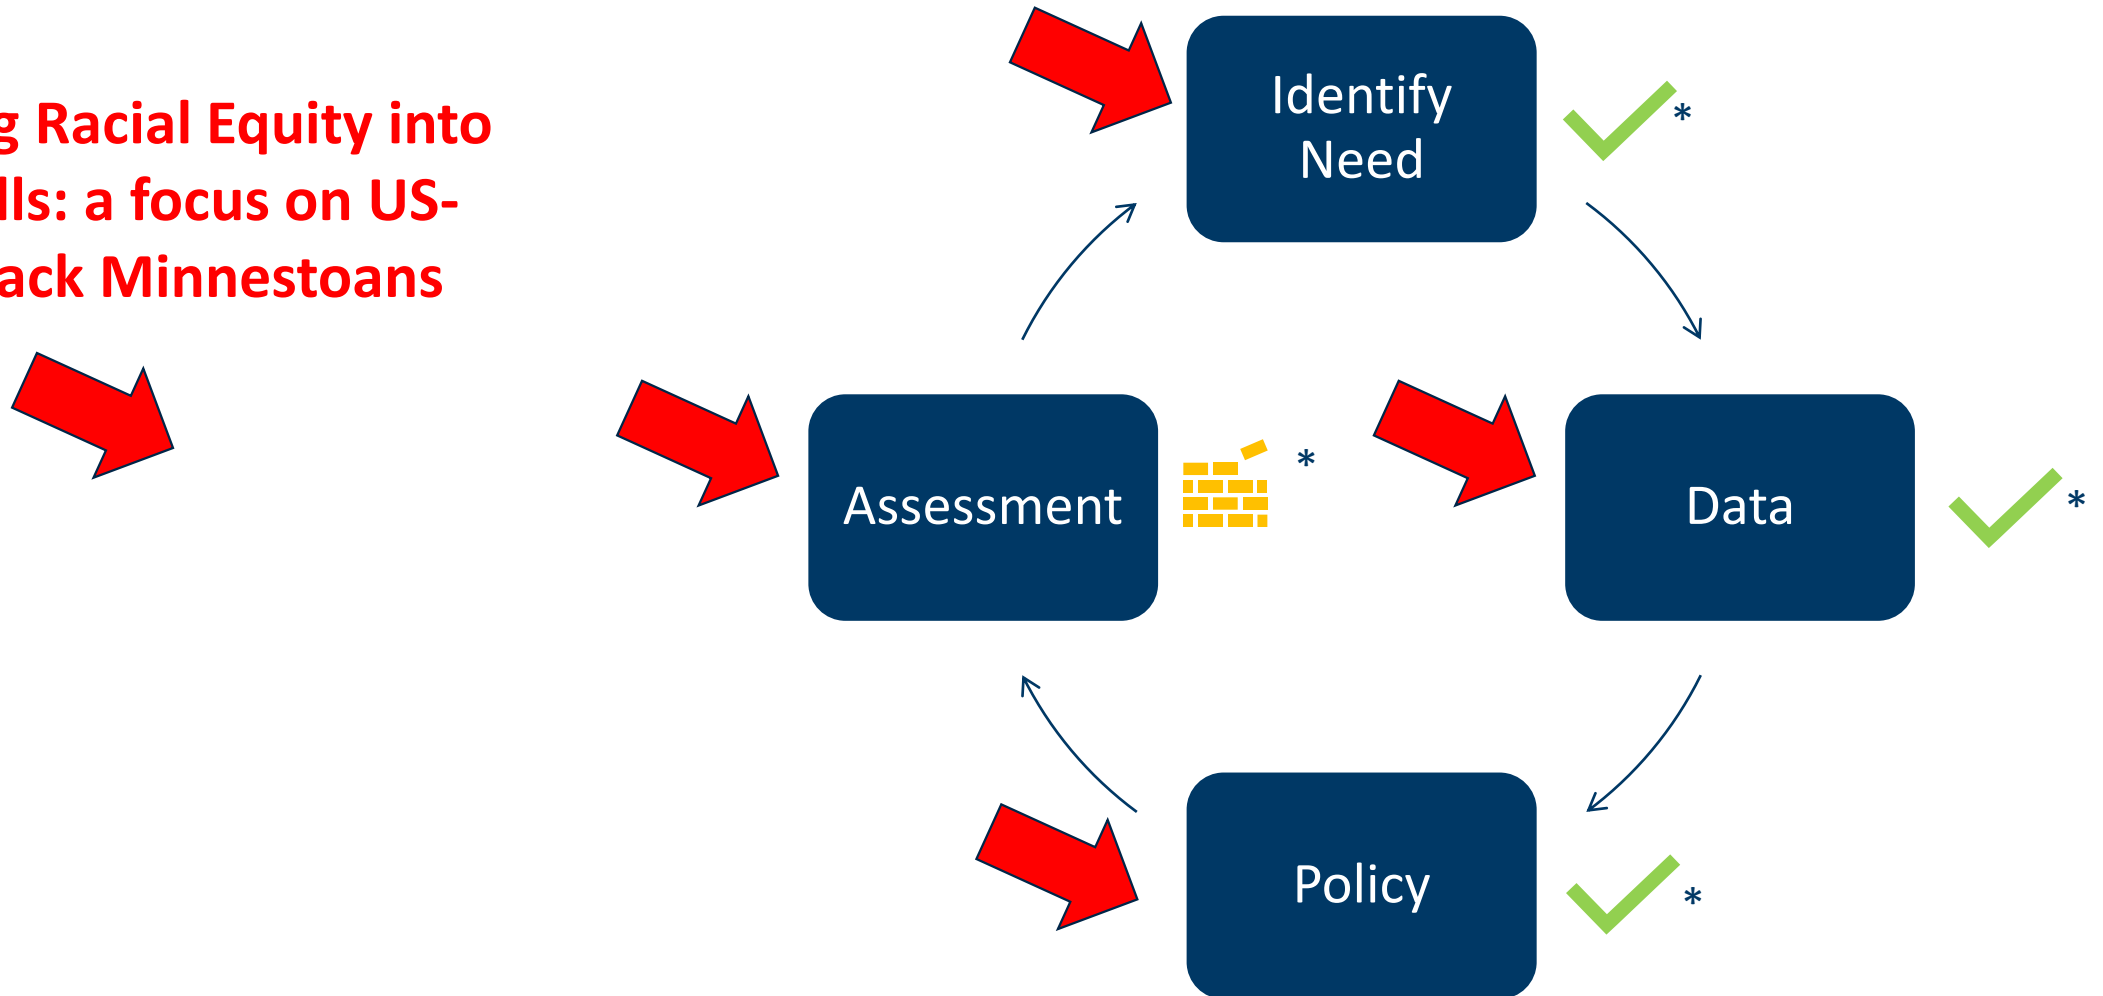 g Racial Equity into
lls: a focus on US-
ack Minnestoans
Identify
Need
*
Assessment
*
Data
*
Policy
*